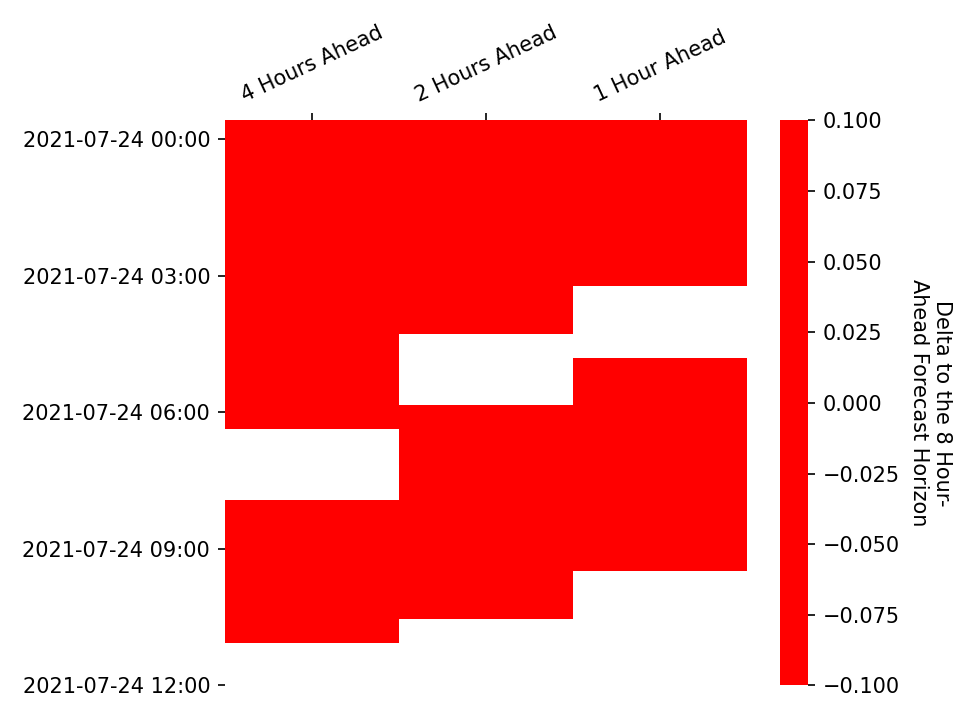 4 Hours Ahead
2 Hours Ahead
1 Hour Ahead
2021-07-24 00:00
2021-07-24 03:00
2021-07-24 06:00
2021-07-24 09:00
2021-07-24 12:00
0.100
0.075
0.050
0.025
0.000
−0.025
−0.050
−0.075
−0.100
Delta to the 8 Hour-
Ahead Forecast Horizon